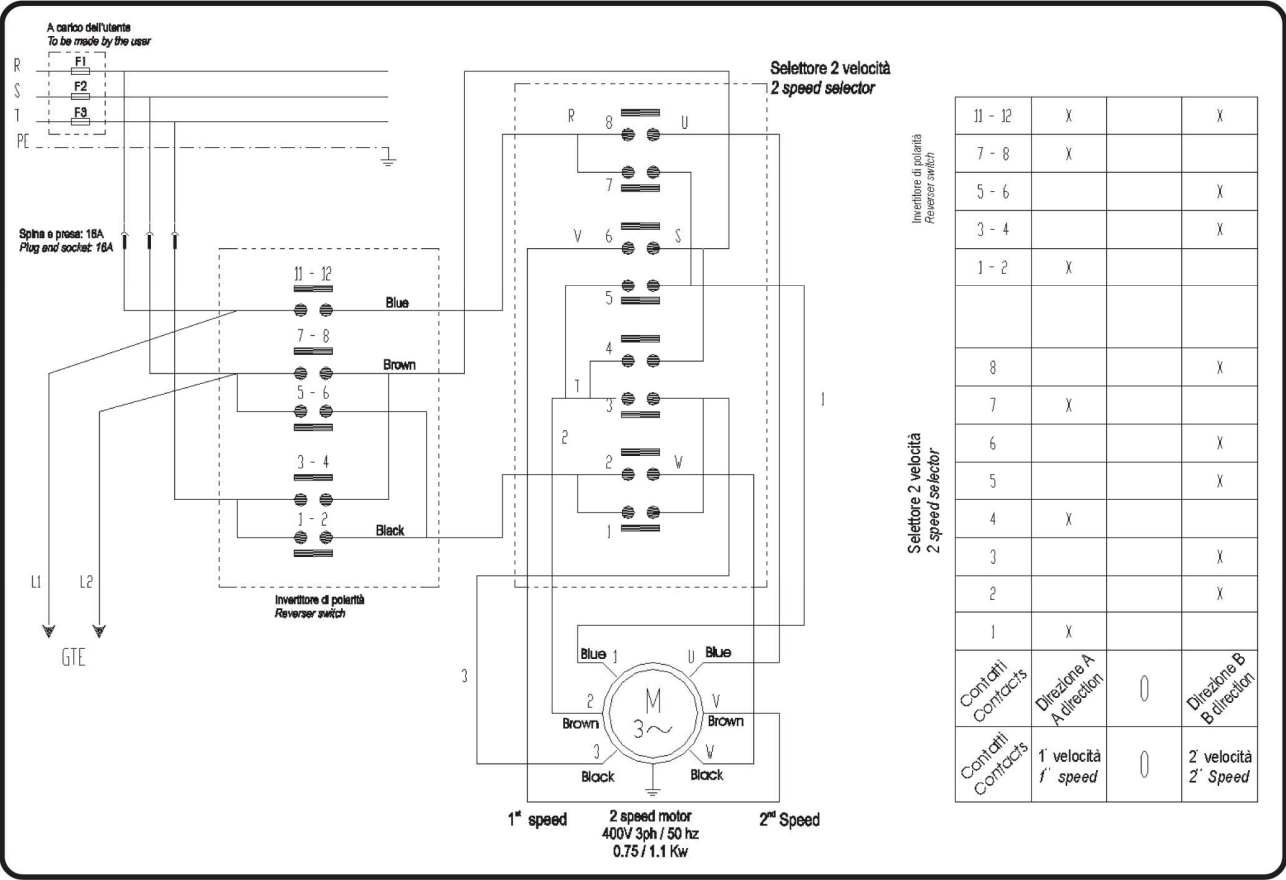 A carico dell'utente
To be made by the user
R
F1
S
F2
T
F3
PE
Spina e presa: 16A
Plug and socket: 16A
11 - 12
Blue
7 - 8
Brown
5 - 6
3 - 4
1 - 2
Black
Invertitore di polarità
Reverser switch
L1
L2
GTE
Selettore 2 velocità
2 speed selector
R
8
U
7
V
6
S
5
4
T
3
2
1
2
W
1
3
Blue
1
U
Blue
2
Brown
M
3~
V
Brown
3
Black
W
Black
1st speed
2 speed motor
400V 3ph / 50 hz
0.75 / 1.1 Kw
2nd Speed
Invertitore di polarità
Reverser switch
11 - 12 X X
7 - 8 X
5 - 6 X
3 - 4 X
1 - 2 X
Selettore 2 velocità
2 speed selector
8 X
7 X
6 X
5 X
4 X
3 X
2 X
1 X
Contatti
Contacts
Direzione A
A direction
0
Direzione B
B direction
Contatti
Contacts
1' velocità
1'' speed
0
2' velocità
2'' Speed